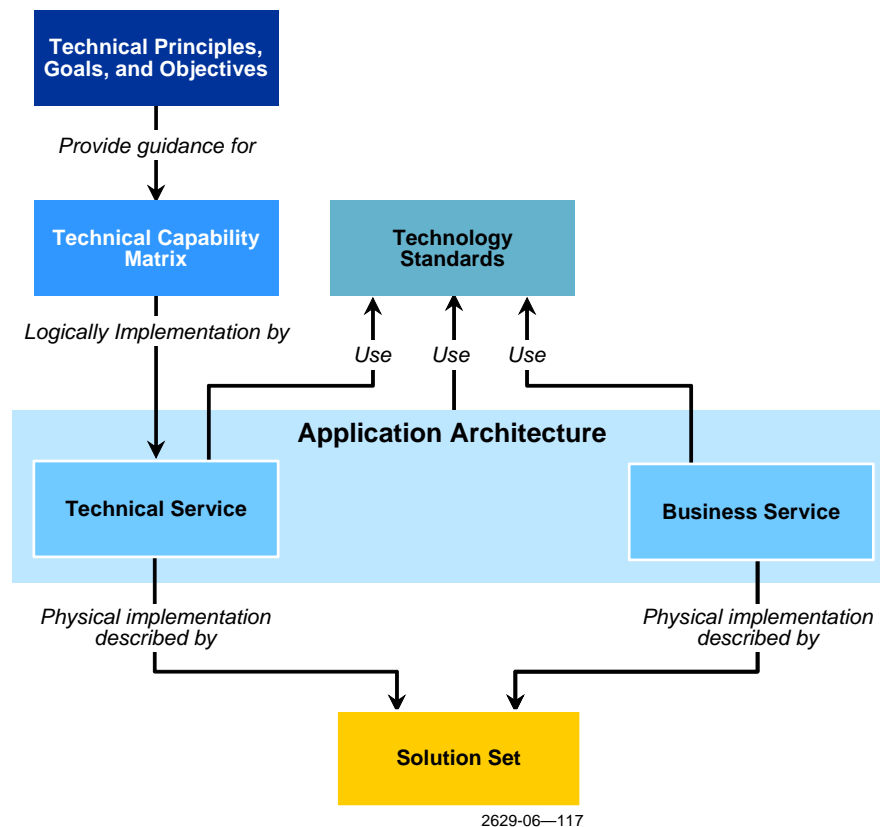 Technical Principles,
Goals, and Objectives
Provide guidance for
Technical Capability
Matrix
Technology
Standards
Logically Implementation by
Use
Use
Use
Application Architecture
Technical Service
Business Service
Physical implementation
described by
Physical implementation
described by
Solution Set
2629-06—117